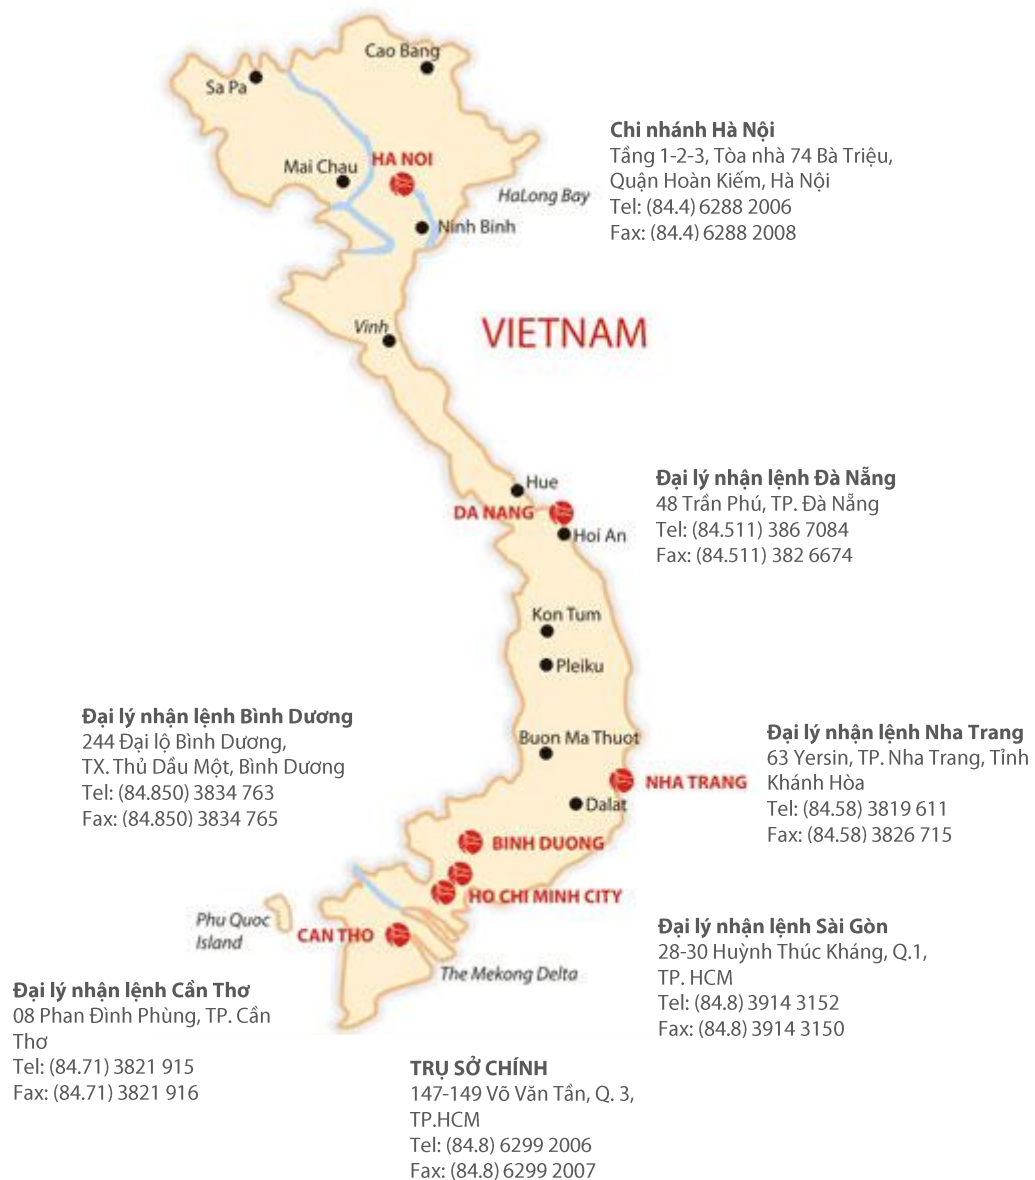 Cao Bang
Sa Pa
Chi nhánh Hà Nội
Tầng 1-2-3, Tòa nhà 74 Bà Triệu,
Quận Hoàn Kiếm, Hà Nội
Tel: (84.4) 6288 2006
Fax: (84.4) 6288 2008
HA NOI
Mai Chau
HaLong Bay
Ninh Binh
Vinh
VIETNAM
Hue
DA NANG
Hoi An
Đại lý nhận lệnh Đà Nẵng
48 Trần Phú, TP. Đà Nẵng
Tel: (84.511) 386 7084
Fax: (84.511) 382 6674
Kon Tum
Pleiku
Đại lý nhận lệnh Bình Dương
244 Đại lộ Bình Dương,
TX. Thủ Dầu Một, Bình Dương
Tel: (84.850) 3834 763
Fax: (84.850) 3834 765
Buon Ma Thuot
Đại lý nhận lệnh Nha Trang
63 Yersin, TP. Nha Trang, Tỉnh
Khánh Hòa
Tel: (84.58) 3819 611
Fax: (84.58) 3826 715
NHA TRANG
Dalat
BINH DUONG
HO CHI MINH CITY
Phu Quoc
Island
CAN THO
The Mekong Delta
Đại lý nhận lệnh Sài Gòn
28-30 Huỳnh Thúc Kháng, Q.1,
TP. HCM
Tel: (84.8) 3914 3152
Fax: (84.8) 3914 3150
Đại lý nhận lệnh Cần Thơ
08 Phan Đình Phùng, TP. Cần
Thơ
Tel: (84.71) 3821 915
Fax: (84.71) 3821 916
TRỤ SỞ CHÍNH
147-149 Võ Văn Tần, Q. 3,
TP.HCM
Tel: (84.8) 6299 2006
Fax: (84.8) 6299 2007